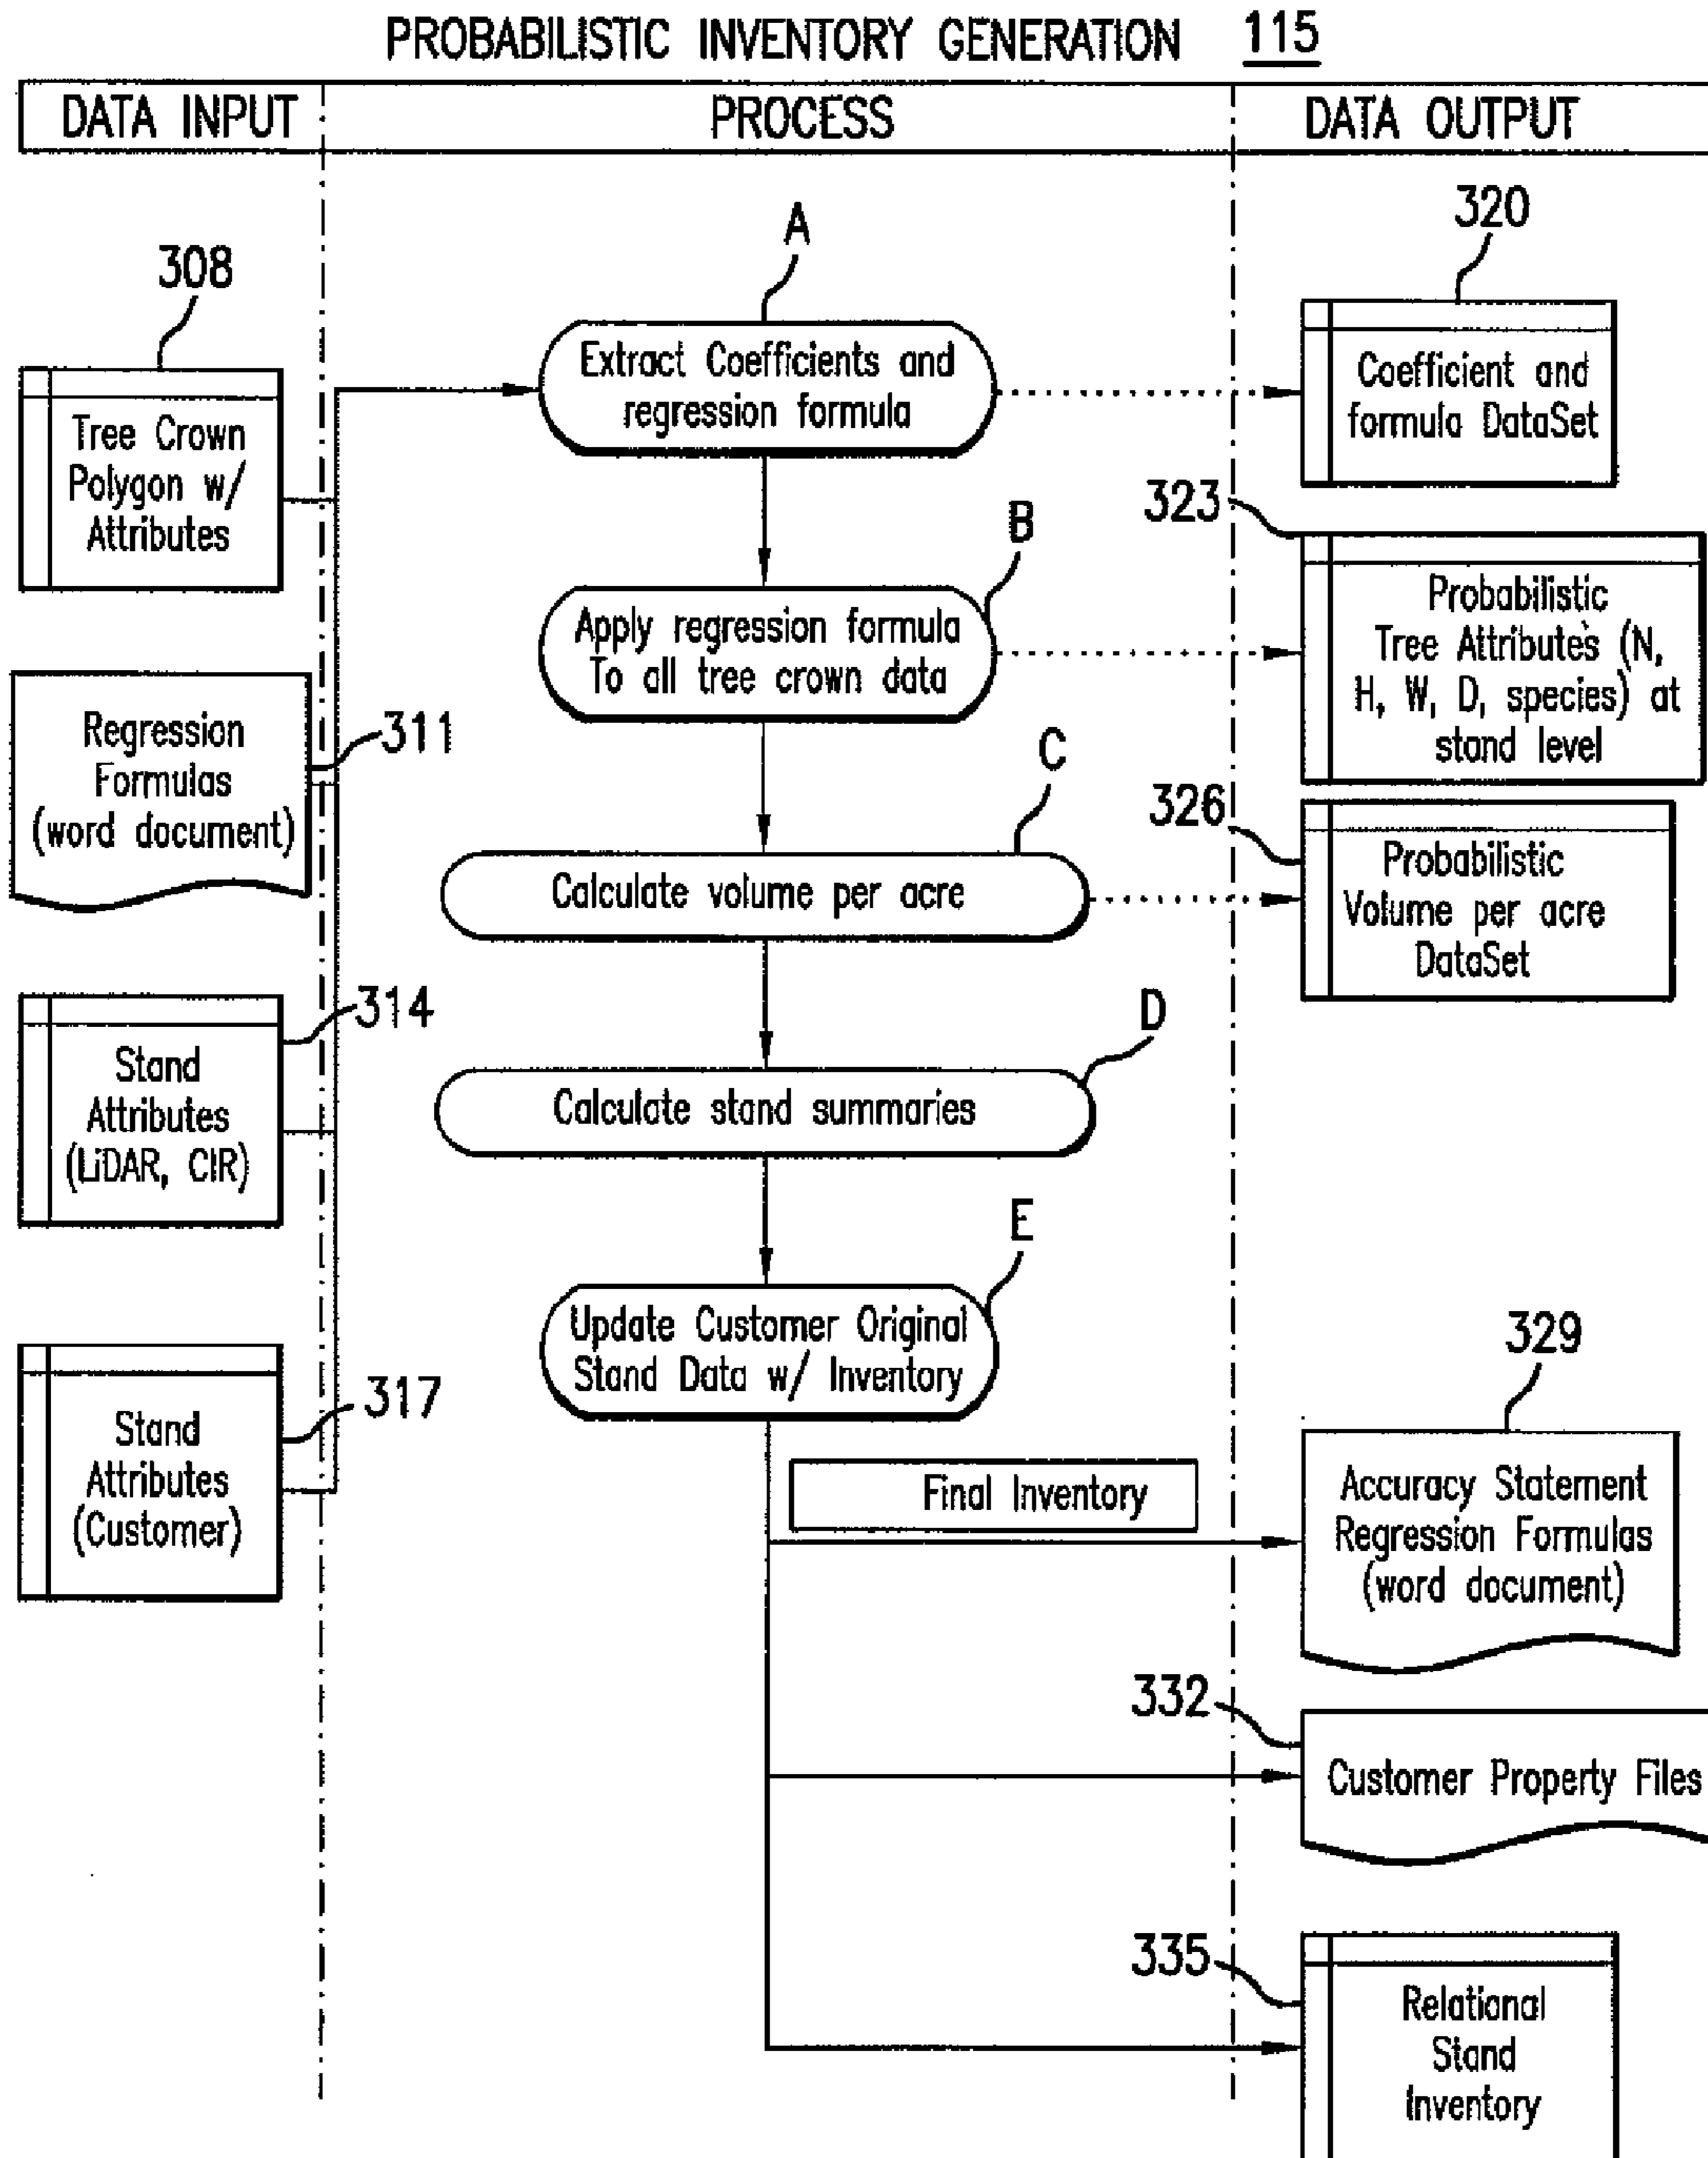 PROBABILISTIC INVENTORY GENERATION 115
DATA INPUT
PROCESS
DATA OUTPUT
308
Tree Crown
Polygon w/
Attributes
311
Regression
Formulas
(word document)
314
Stand
Attributes
(LiDAR, CIR)
317
Stand
Attributes
(Customer)
A
Extract Coefficients and
regression formula
B
Apply regression formula
To all tree crown data
C
Calculate volume per acre
D
Calculate stand summaries
E
Update Customer Original
Stand Data w/ Inventory
Final Inventory
320
Coefficient and
formula DataSet
323
Probabilistic
Tree Attributes (N,
H, W, D, species) at
stand level
326
Probabilistic
Volume per acre
DataSet
329
Accuracy Statement
Regression Formulas
(word document)
332
Customer Property Files
335
Relational
Stand
Inventory